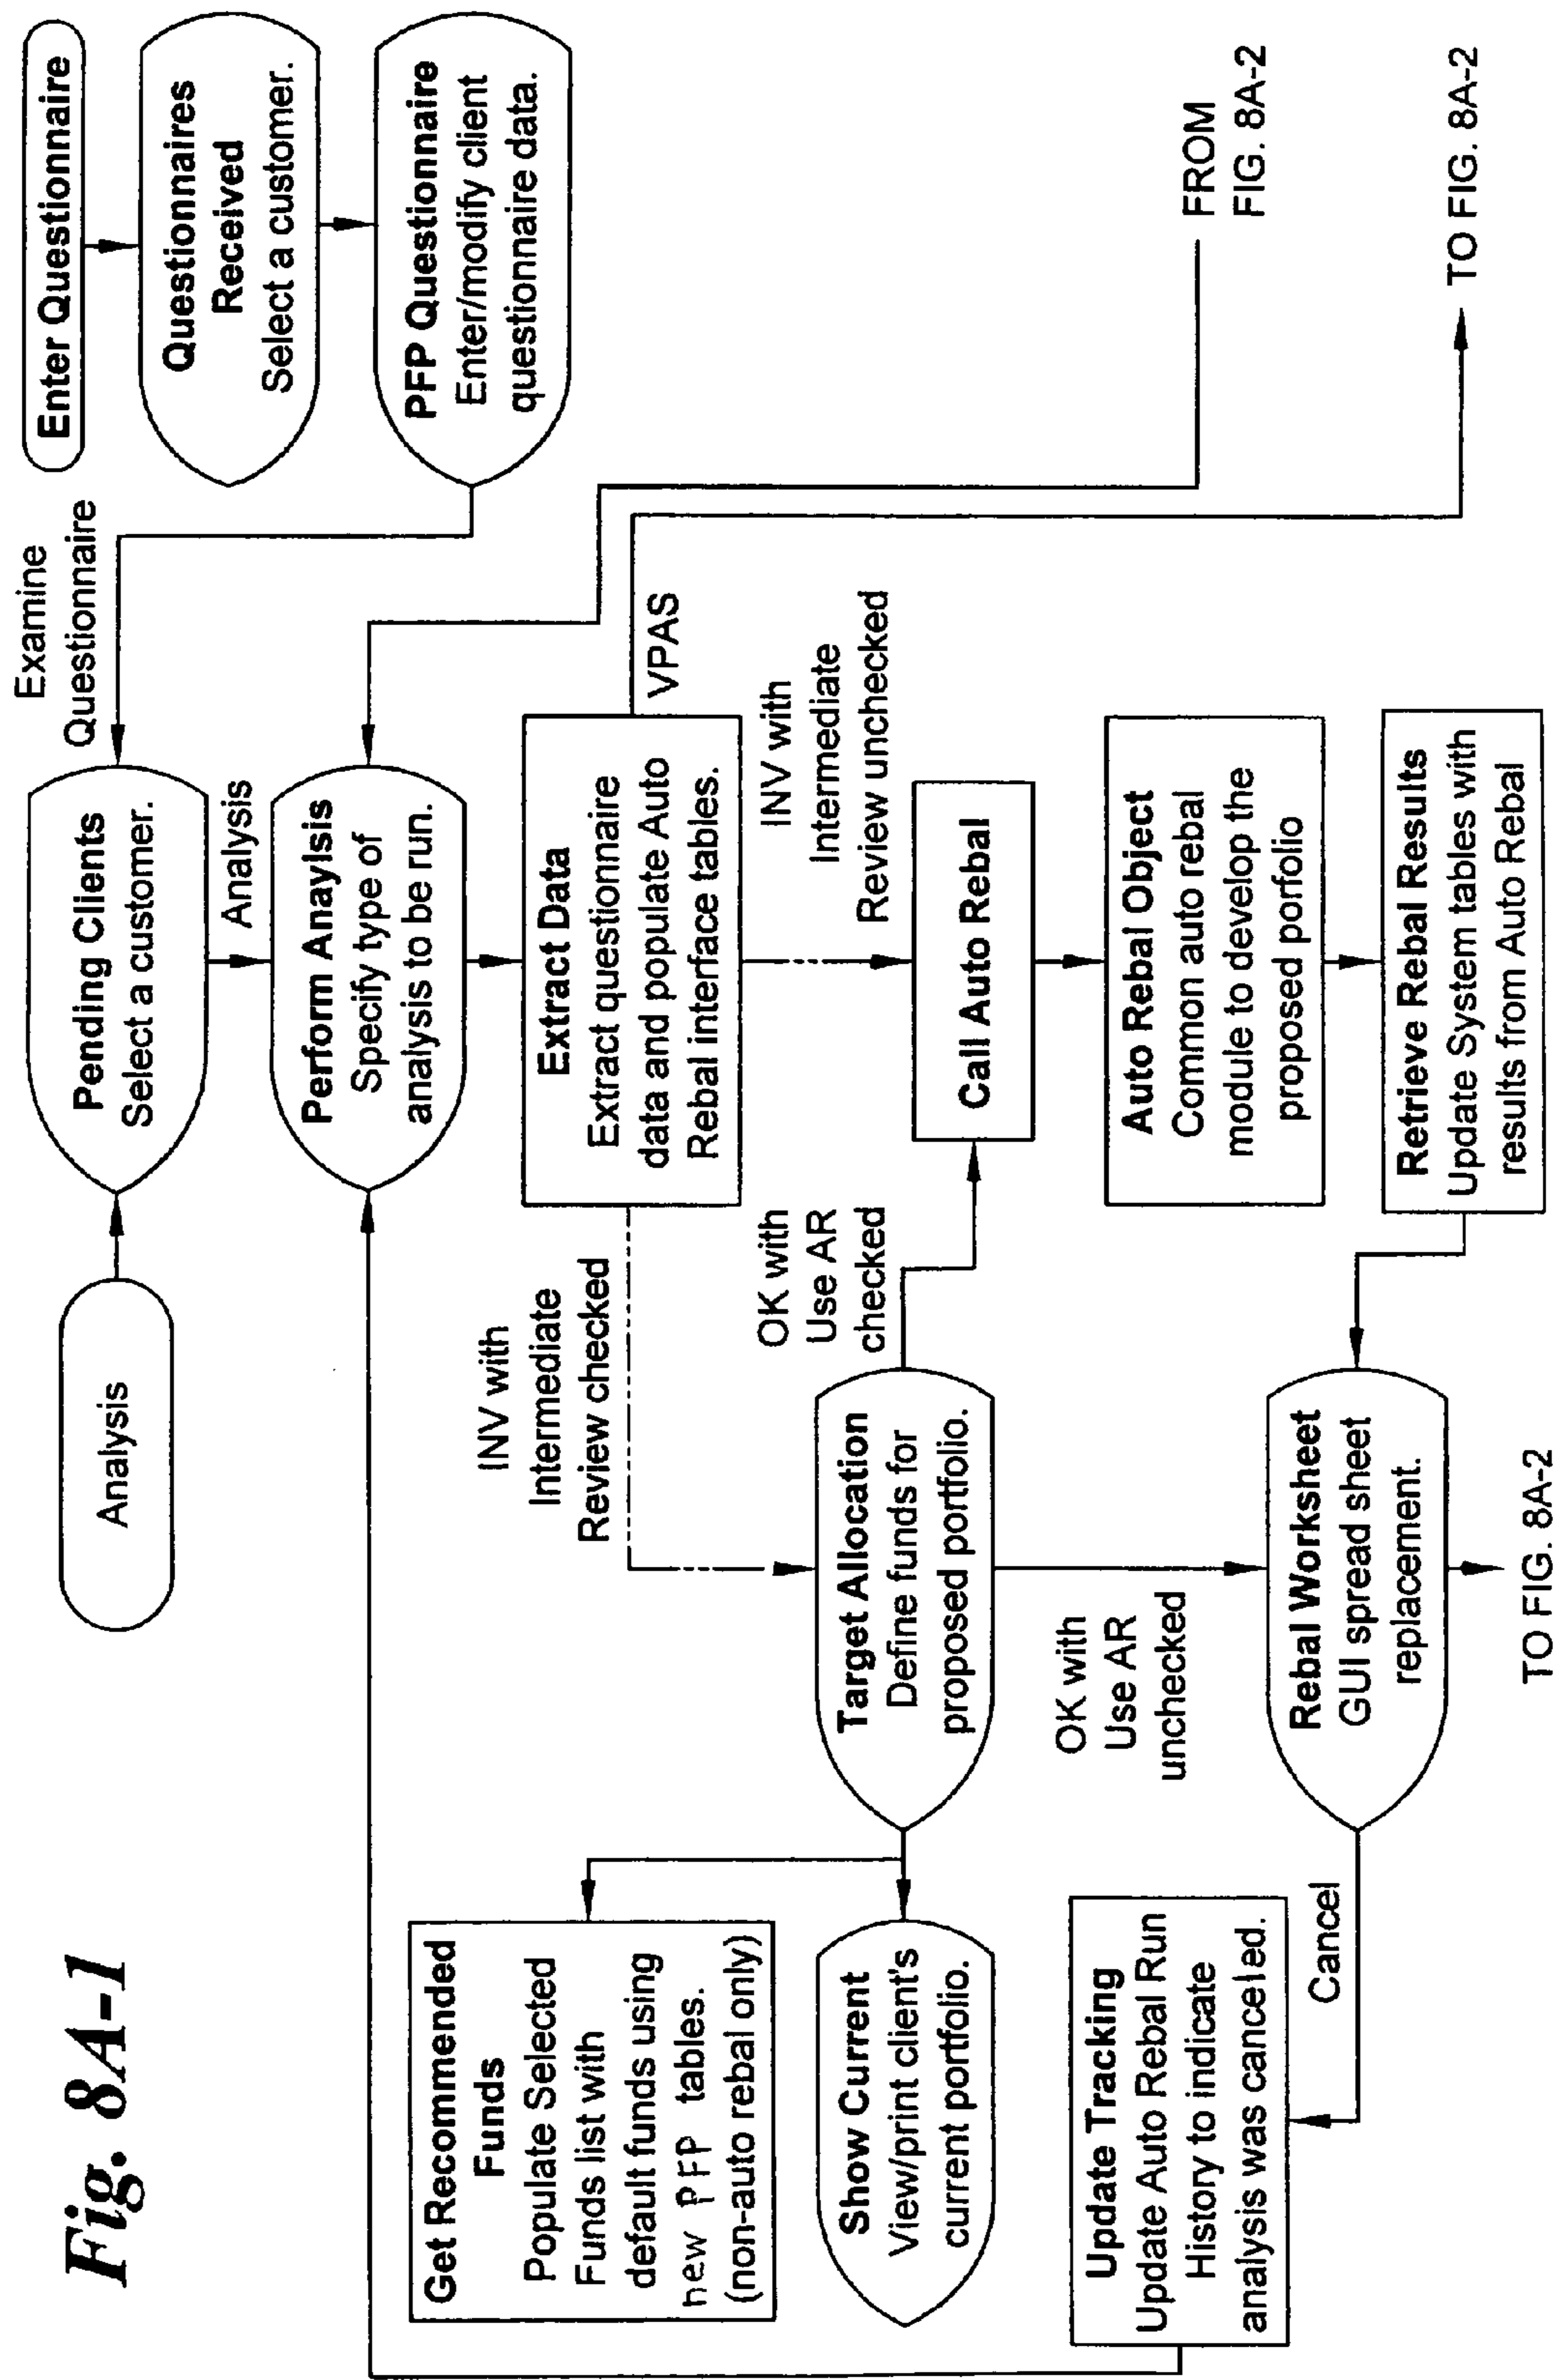 Fig. 8A-1
Analysis
Pending Clients
Select a customer.
Examine
Questionnaire
Enter Questionnaire
Questionnaires
Received
Select a customer.
PFP Questionnaire
Enter/modify client
questionnaire data.
Analysis
Perform Anaylsis
Specify type of
analysis to be run.
Extract Data
Extract questionnaire
data and populate Auto
Rebal interface tables.
VPAS
FROM
FIG. 8A-2
TO FIG. 8A-2
INV with
Intermediate
Review checked
INV with
Intermediate
Review unchecked
Get Recommended
Funds
Populate Selected
Funds list with
default funds using
new PFP tables.
(non-auto rebal only)
Show Current
View/print client's
current portfolio.
Target Allocation
Define funds for
proposed portfolio.
OK with
Use AR
checked
Call Auto Rebal
Auto Rebal Object
Common auto rebal
module to develop the
proposed porfolio
Retrieve Rebal Results
Update System tables with
results from Auto Rebal
OK with
Use AR
unchecked
Rebal Worksheet
GUI spread sheet
replacement.
Cancel
Update Tracking
Update Auto Rebal Run
History to indicate
analysis was canceled.
TO FIG. 8A-2